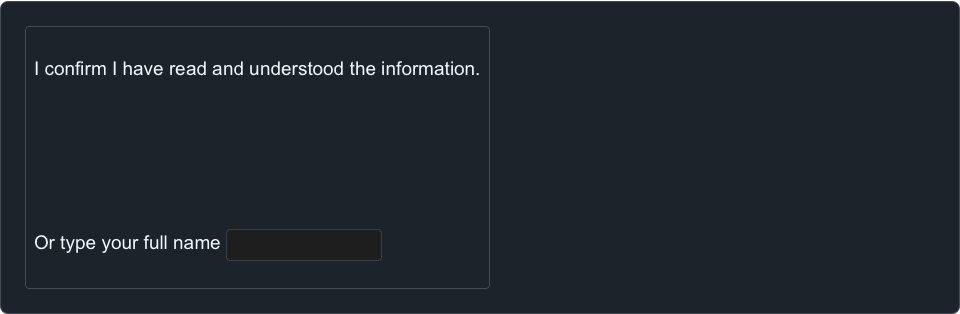 I confirm I have read and understood the information.
Or type your full name